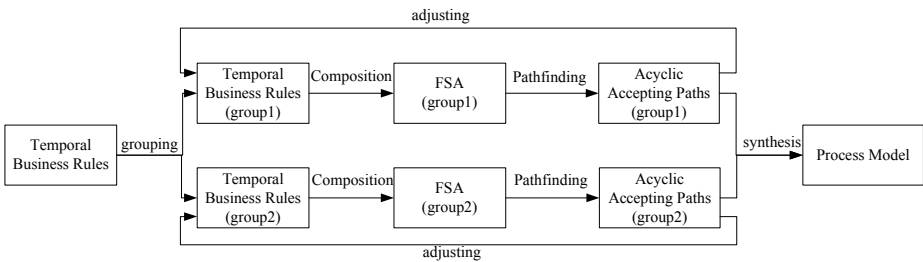 adjusting
Temporal
Business Rules
(group1)
Composition
FSA
(group1)
Pathfinding
Acyclic
Accepting Paths
(group1)
Temporal
Business Rules
grouping
synthesis
Process Model
Temporal
Business Rules
(group2)
Composition
FSA
(group2)
Pathfinding
Acyclic
Accepting Paths
(group2)
adjusting